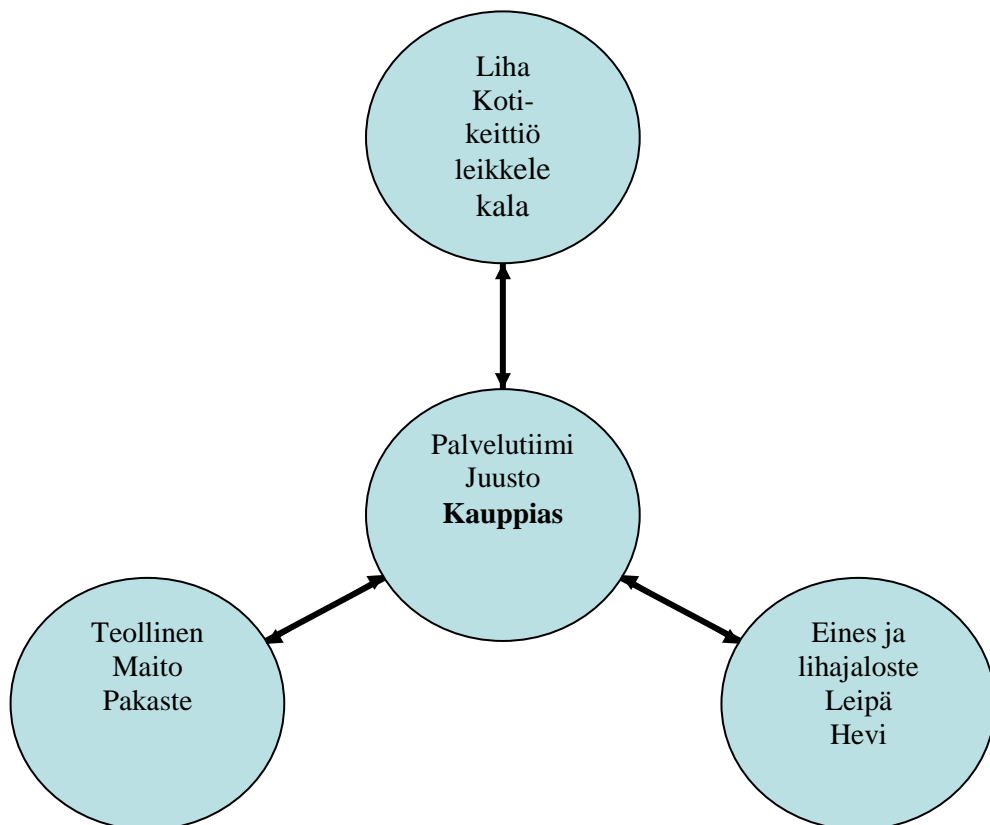 Liha
Koti-
keittiö
leikkele
kala
Palvelutiimi
Juusto
Kauppias
Teollinen
Maito
Pakaste
Eines ja
lihajaloste
Leipä
Hevi